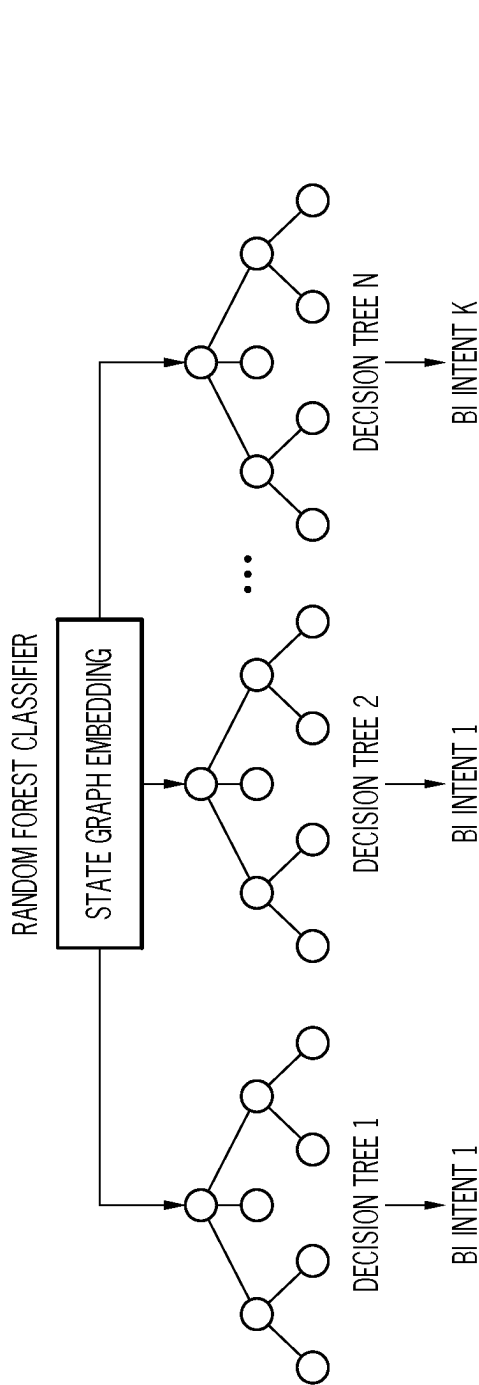 RANDOM FOREST CLASSIFIER
STATE GRAPH EMBEDDING
...
DECISION TREE 1
DECISION TREE 2
DECISION TREE N
BI INTENT 1
BI INTENT 1
BI INTENT K